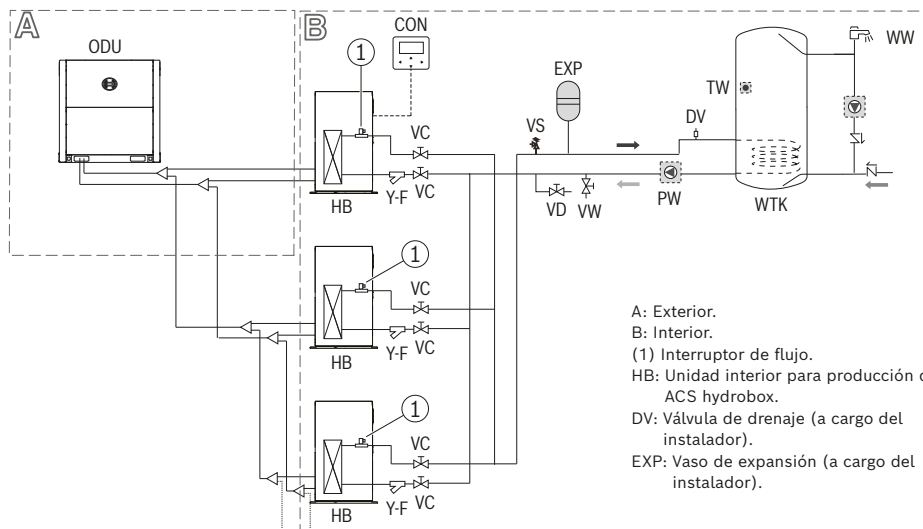 A
B
ODU
1
CON
EXP
WW
TW
DV
VS
VC
HB
Y-F
VC
VD
VW
PW
WTK
1
VC
HB
Y-F
VC
1
VC
HB
Y-F
VC
A: Exterior.
B: Interior.
(1) Interruptor de flujo.
HB: Unidad interior para producción
ACS hydrobox.
DV: Válvula de drenaje (a cargo del
instalador).
EXP: Vaso de expansión (a cargo del
instalador).